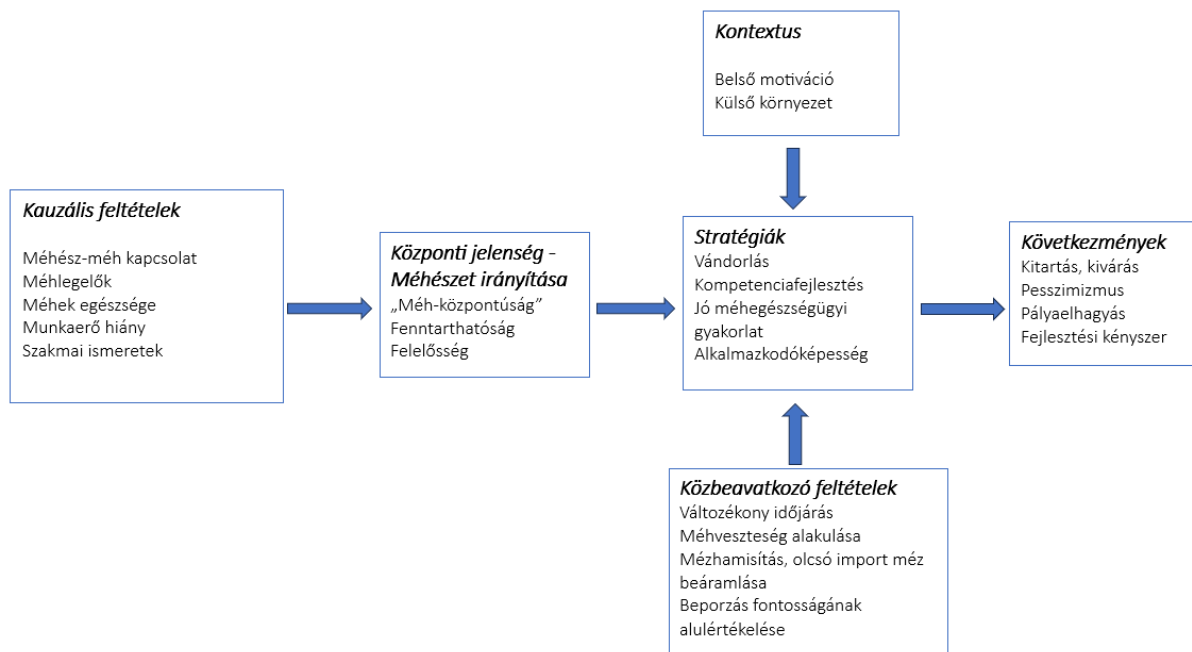 Kontextus
Belső motiváció
Külső környezet
Kauzális feltételek
Méhész-méh kapcsolat
Méhlegelők
Méhek egészsége
Munkaerő hiány
Szakmai ismeretek
Központi jelenség -
Méhészet irányítása
„Méh-központúság”
Fenntarthatóság
Felelősség
Stratégiák
Vándorlás
Kompetenciafejlesztés
Jó méhegészségügyi
gyakorlat
Alkalmazkodóképesség
Következmények
Kitartás, kivárás
Pesszimizmus
Pályaelhagyás
Fejlesztési kényszer
Közbeavatkozó feltételek
Változékony időjárás
Méhveszteség alakulása
Mézhamisítás, olcsó import méz
beáramlása
Beporzás fontosságának
alulértékelése